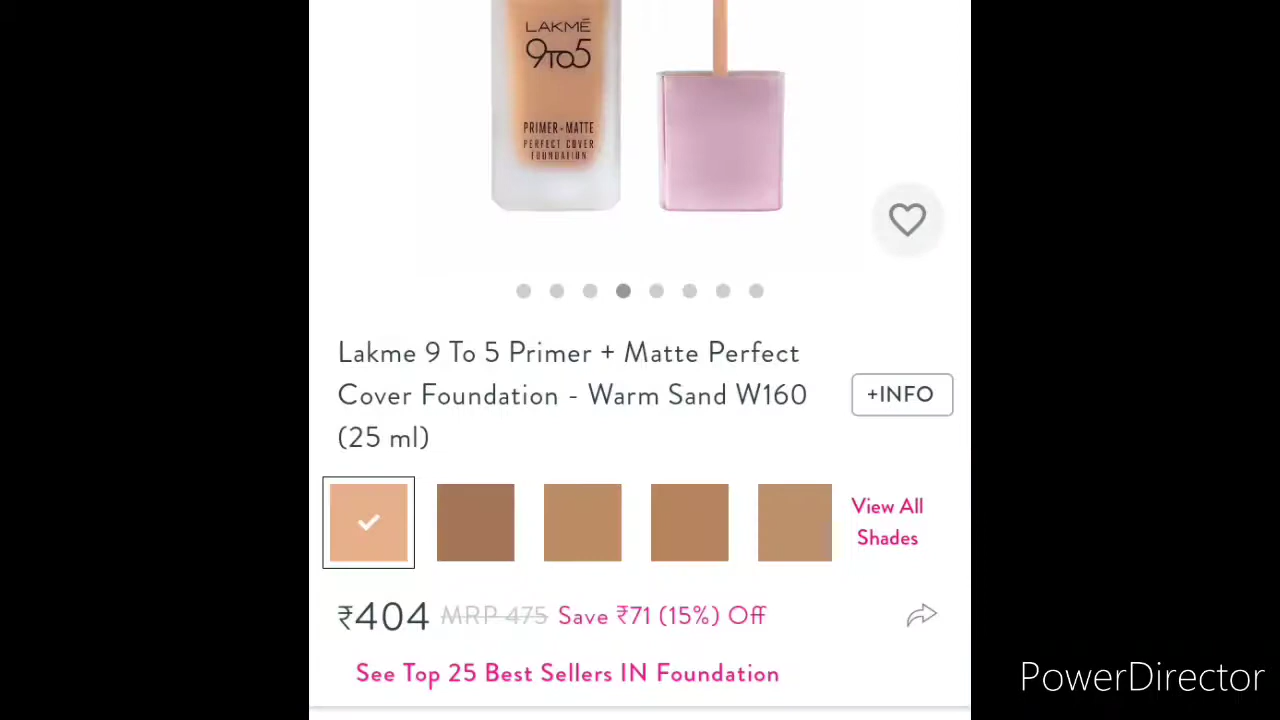 LAKMÉ
9TO5
PRIMER + MATTE
PERFECT COVER
FOUNDATION
Lakme 9 To 5 Primer + Matte Perfect
Cover Foundation - Warm Sand W160
(25 ml)
+INFO
View All
Shades
₹404 MRP 475 Save ₹71 (15%) Off
See Top 25 Best Sellers IN Foundation
PowerDirector